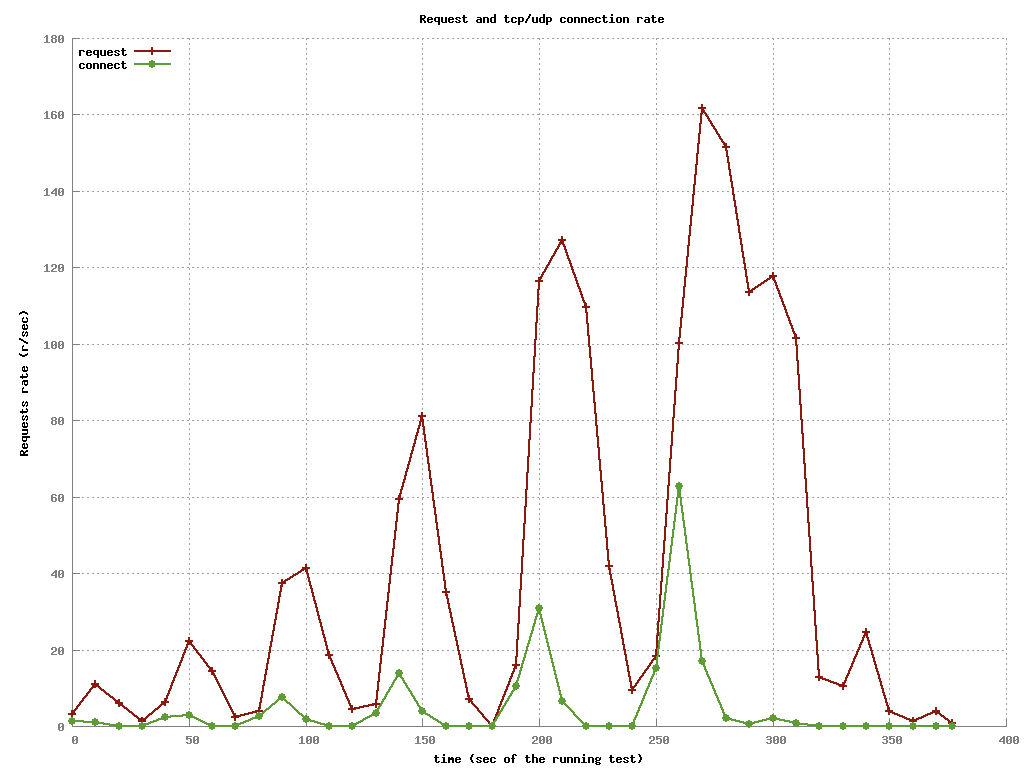 Request and tcp/udp connection rate
180
request
connect
160
140
120
100
80
60
40
20
0
Requests rate (r/sec)
0 50 100 150 200 250 300 350 400
time (sec of the running test)